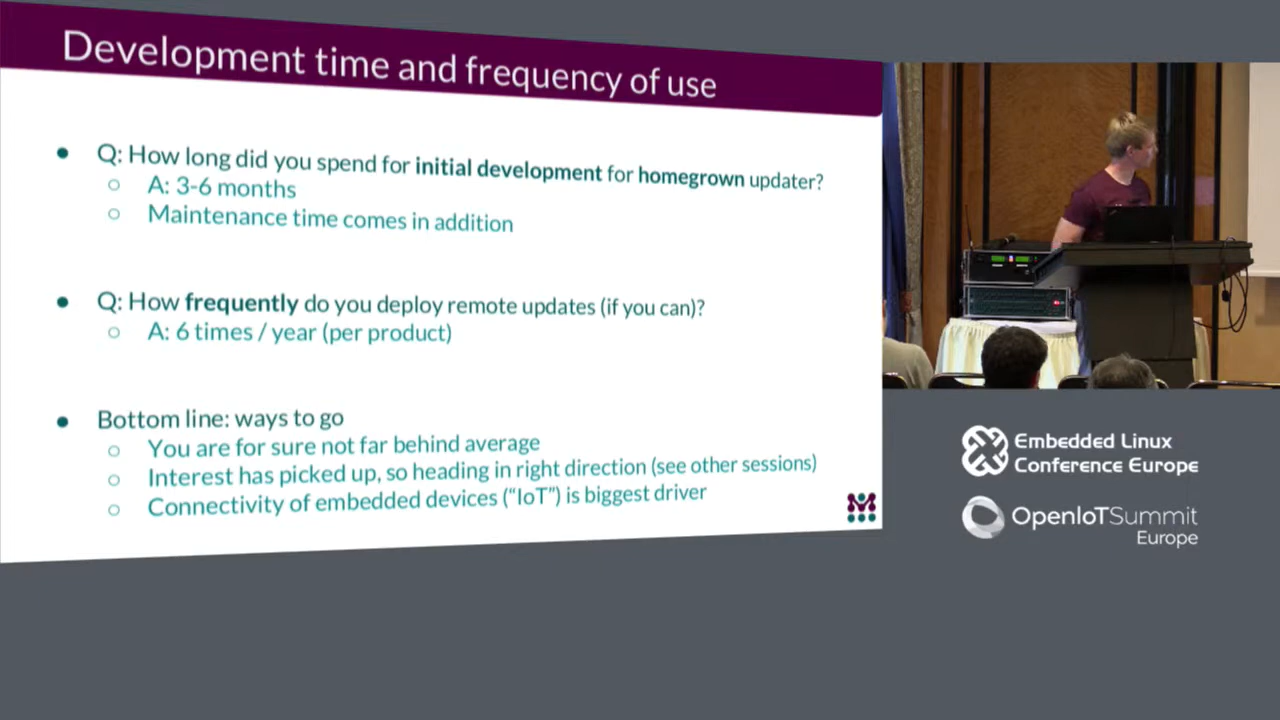 Development time and frequency of use
● Q: How long did you spend for initial development for homegrown updater?
○ A: 3-6 months
○ Maintenance time comes in addition
● Q: How frequently do you deploy remote updates (if you can)?
○ A: 6 times / year (per product)
● Bottom line: ways to go
○ You are for sure not far behind average
○ Interest has picked up, so heading in right direction (see other sessions)
○ Connectivity of embedded devices (“IoT”) is biggest driver
Embedded Linux
Conference Europe
OpenIoTSummit
Europe